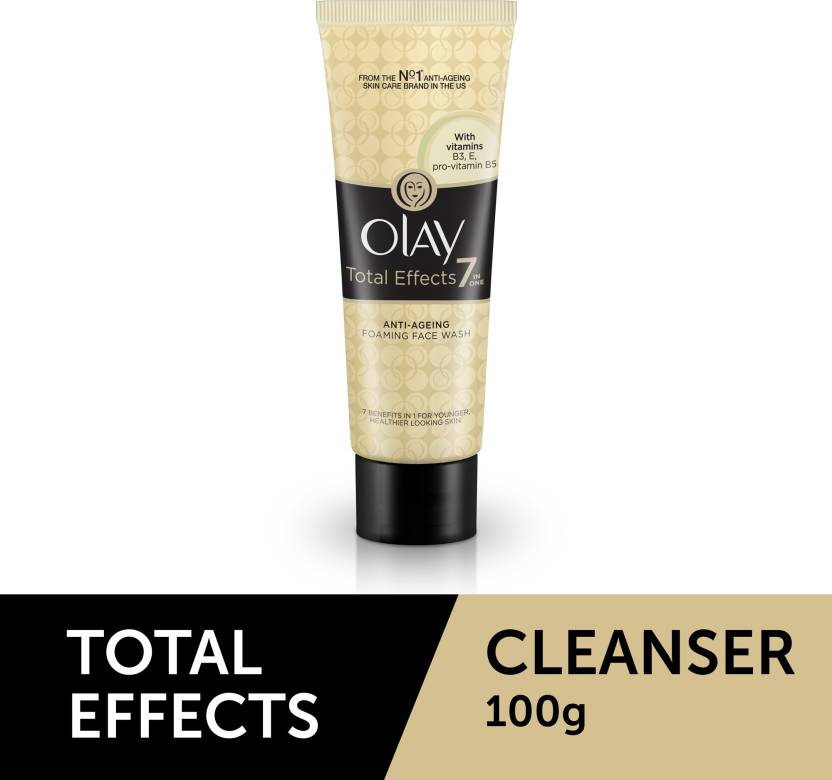 FROM THE Nº1 ANTI-AGEING
SKIN CARE BRAND IN THE US
With
vitamins
B3, E,
pro-vitamin B5
OLAY
Total Effects 7 IN ONE
ANTI-AGEING
FOAMING FACE WASH
7 BENEFITS IN 1 FOR YOUNGER,
HEALTHIER LOOKING SKIN
TOTAL
EFFECTS
CLEANSER
100g